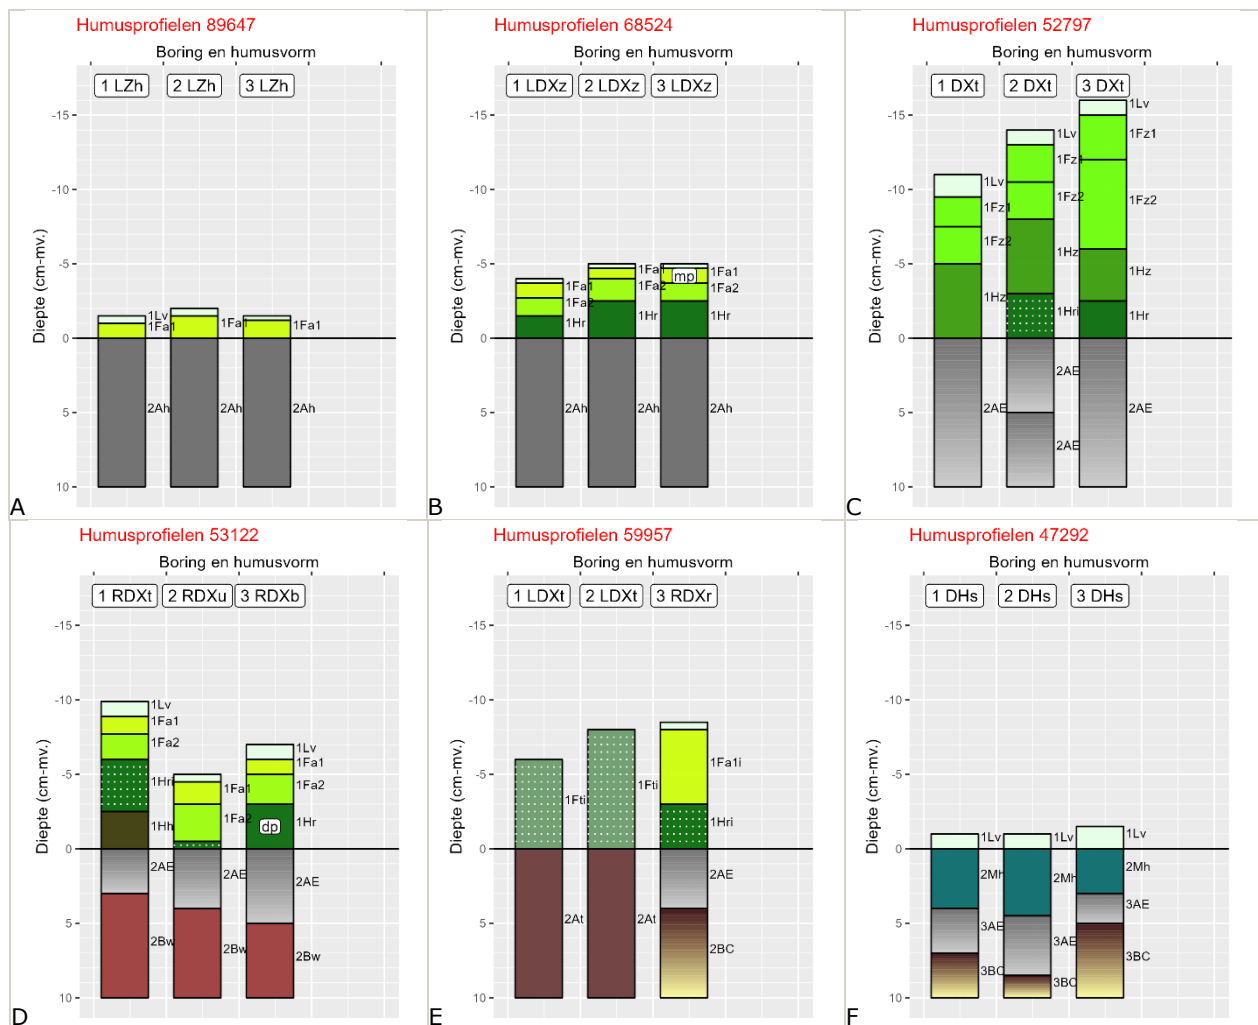 Humusprofielen 89647
Boring en humusvorm
1 LZh 2 LZh 3 LZh
Diepte (cm-mv.)
-15
-10
-5
0
5
10
1Lv
1Fa1
1Fa1
1Fa1
2Ah
2Ah
2Ah
A
Humusprofielen 68524
Boring en humusvorm
1 LDXz 2 LDXz 3 LDXz
Diepte (cm-mv.)
-15
-10
-5
0
5
10
1Fa1
1Fa2
1Hr
2Ah
1Fa1
1Fa2
1Hr
2Ah
mp
1Fa1
1Fa2
1Hr
2Ah
B
Humusprofielen 52797
Boring en humusvorm
1 DXt 2 DXt 3 DXt
Diepte (cm-mv.)
-15
-10
-5
0
5
10
1Lv
1Fz1
1Fz2
1Hz
2AE
1Lv
1Fz1
1Fz2
1Hz
1Hri
2AE
2AE
1Lv
1Fz1
1Fz2
1Hz
1Hr
2AE
C
Humusprofielen 53122
Boring en humusvorm
1 RDXt 2 RDXu 3 RDXb
Diepte (cm-mv.)
-15
-10
-5
0
5
10
1Lv
1Fa1
1Fa2
1Hri
1Hh
2AE
2Bw
1Fa1
1Fa2
2AE
2Bw
1Lv
1Fa1
1Fa2
dp
1Hr
2AE
2Bw
D
Humusprofielen 59957
Boring en humusvorm
1 LDXt 2 LDXt 3 RDXr
Diepte (cm-mv.)
-15
-10
-5
0
5
10
1Fti
2At
1Fti
2At
1Fa1i
1Hri
2AE
2BC
E
Humusprofielen 47292
Boring en humusvorm
1 DHs 2 DHs 3 DHs
Diepte (cm-mv.)
-15
-10
-5
0
5
10
1Lv
2Mh
3AE
3BC
1Lv
2Mh
3AE
3BC
1Lv
2Mh
3AE
3BC
F